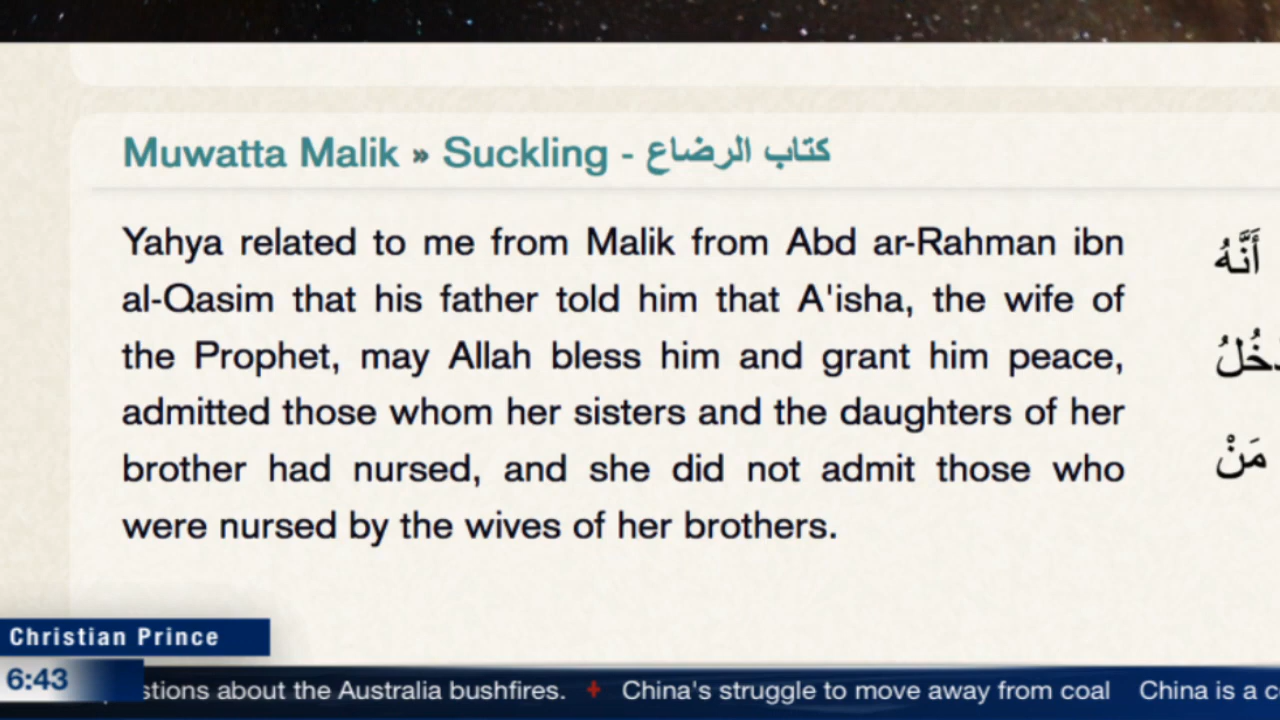 Muwatta Malik » Suckling - كتاب الرضاع
Yahya related to me from Malik from Abd ar-Rahman ibn
al-Qasim that his father told him that A'isha, the wife of
the Prophet, may Allah bless him and grant him peace,
admitted those whom her sisters and the daughters of her
brother had nursed, and she did not admit those who
were nursed by the wives of her brothers.
أَنَّهُ
مَنْ
Christian Prince
6:43
about the Australia bushfires. + China's struggle to move away from coal China is a